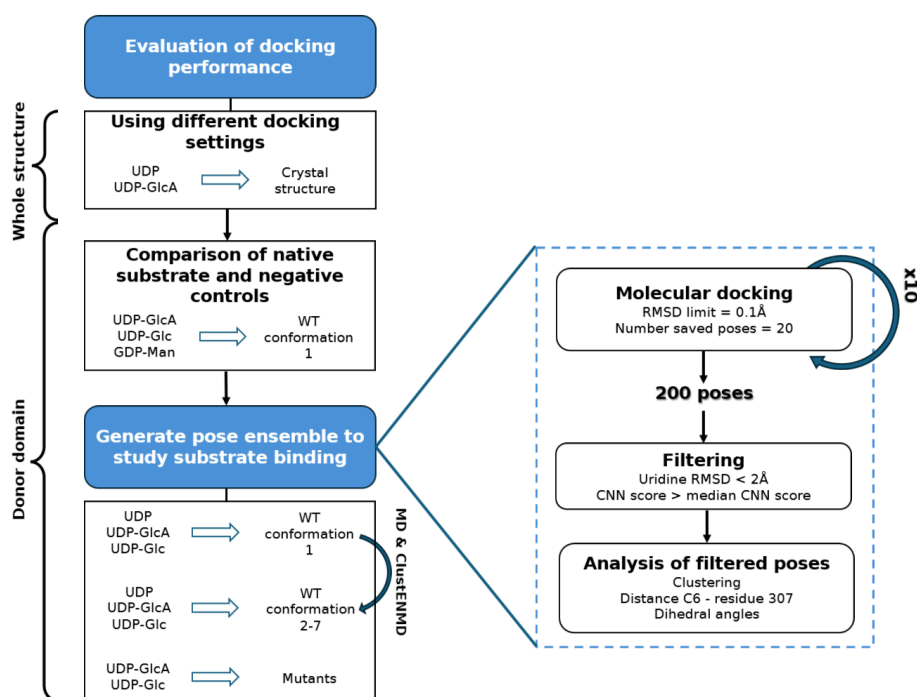 Evaluation of docking
performance
Whole structure
Using different docking
settings
UDP
UDP-GlcA
Crystal
structure
Donor domain
Comparison of native
substrate and negative
controls
UDP-GlcA
UDP-Glc
GDP-Man
WT
conformation
1
Generate pose ensemble to
study substrate binding
UDP
UDP-GlcA
UDP-Glc
WT
conformation
1
MD & ClustENMD
UDP
UDP-GlcA
UDP-Glc
WT
conformation
2-7
UDP-GlcA
UDP-Glc
Mutants
Molecular docking
RMSD limit = 0.1Å
Number saved poses = 20
x10
200 poses
Filtering
Uridine RMSD < 2Å
CNN score > median CNN score
Analysis of filtered poses
Clustering
Distance C6 - residue 307
Dihedral angles